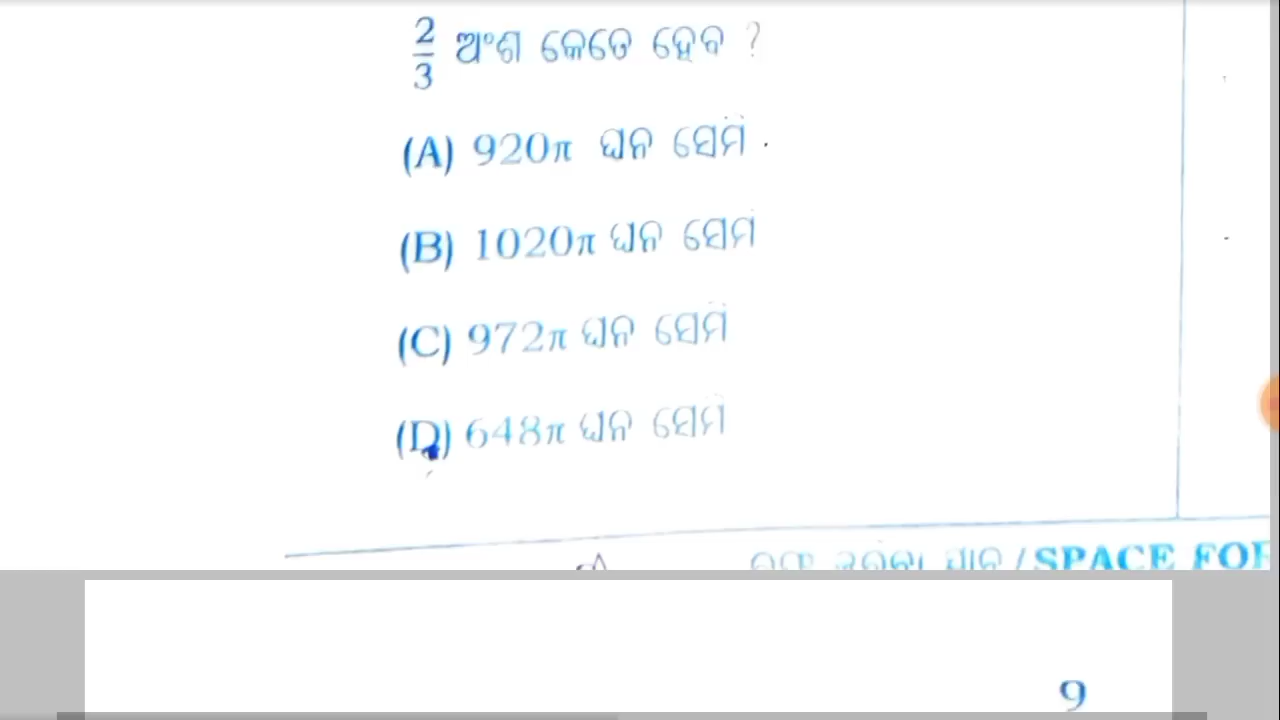 2/3 ଅଂଶ କେତେ ହେବ ?
(A) 920π ଘନ ସେମି
(B) 1020π ଘନ ସେମି
(C) 972π ଘନ ସେମି
(D) 648π ଘନ ସେମି
/ SPACE FOR
9